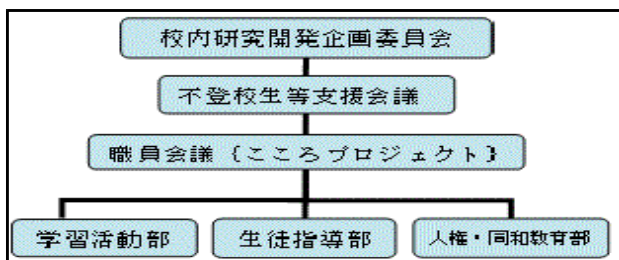 校内研究開発企画委員会
不登校生等支援会議
職員会議{こころプロジェクト}
学習活動部
生徒指導部
人権・同和教育部